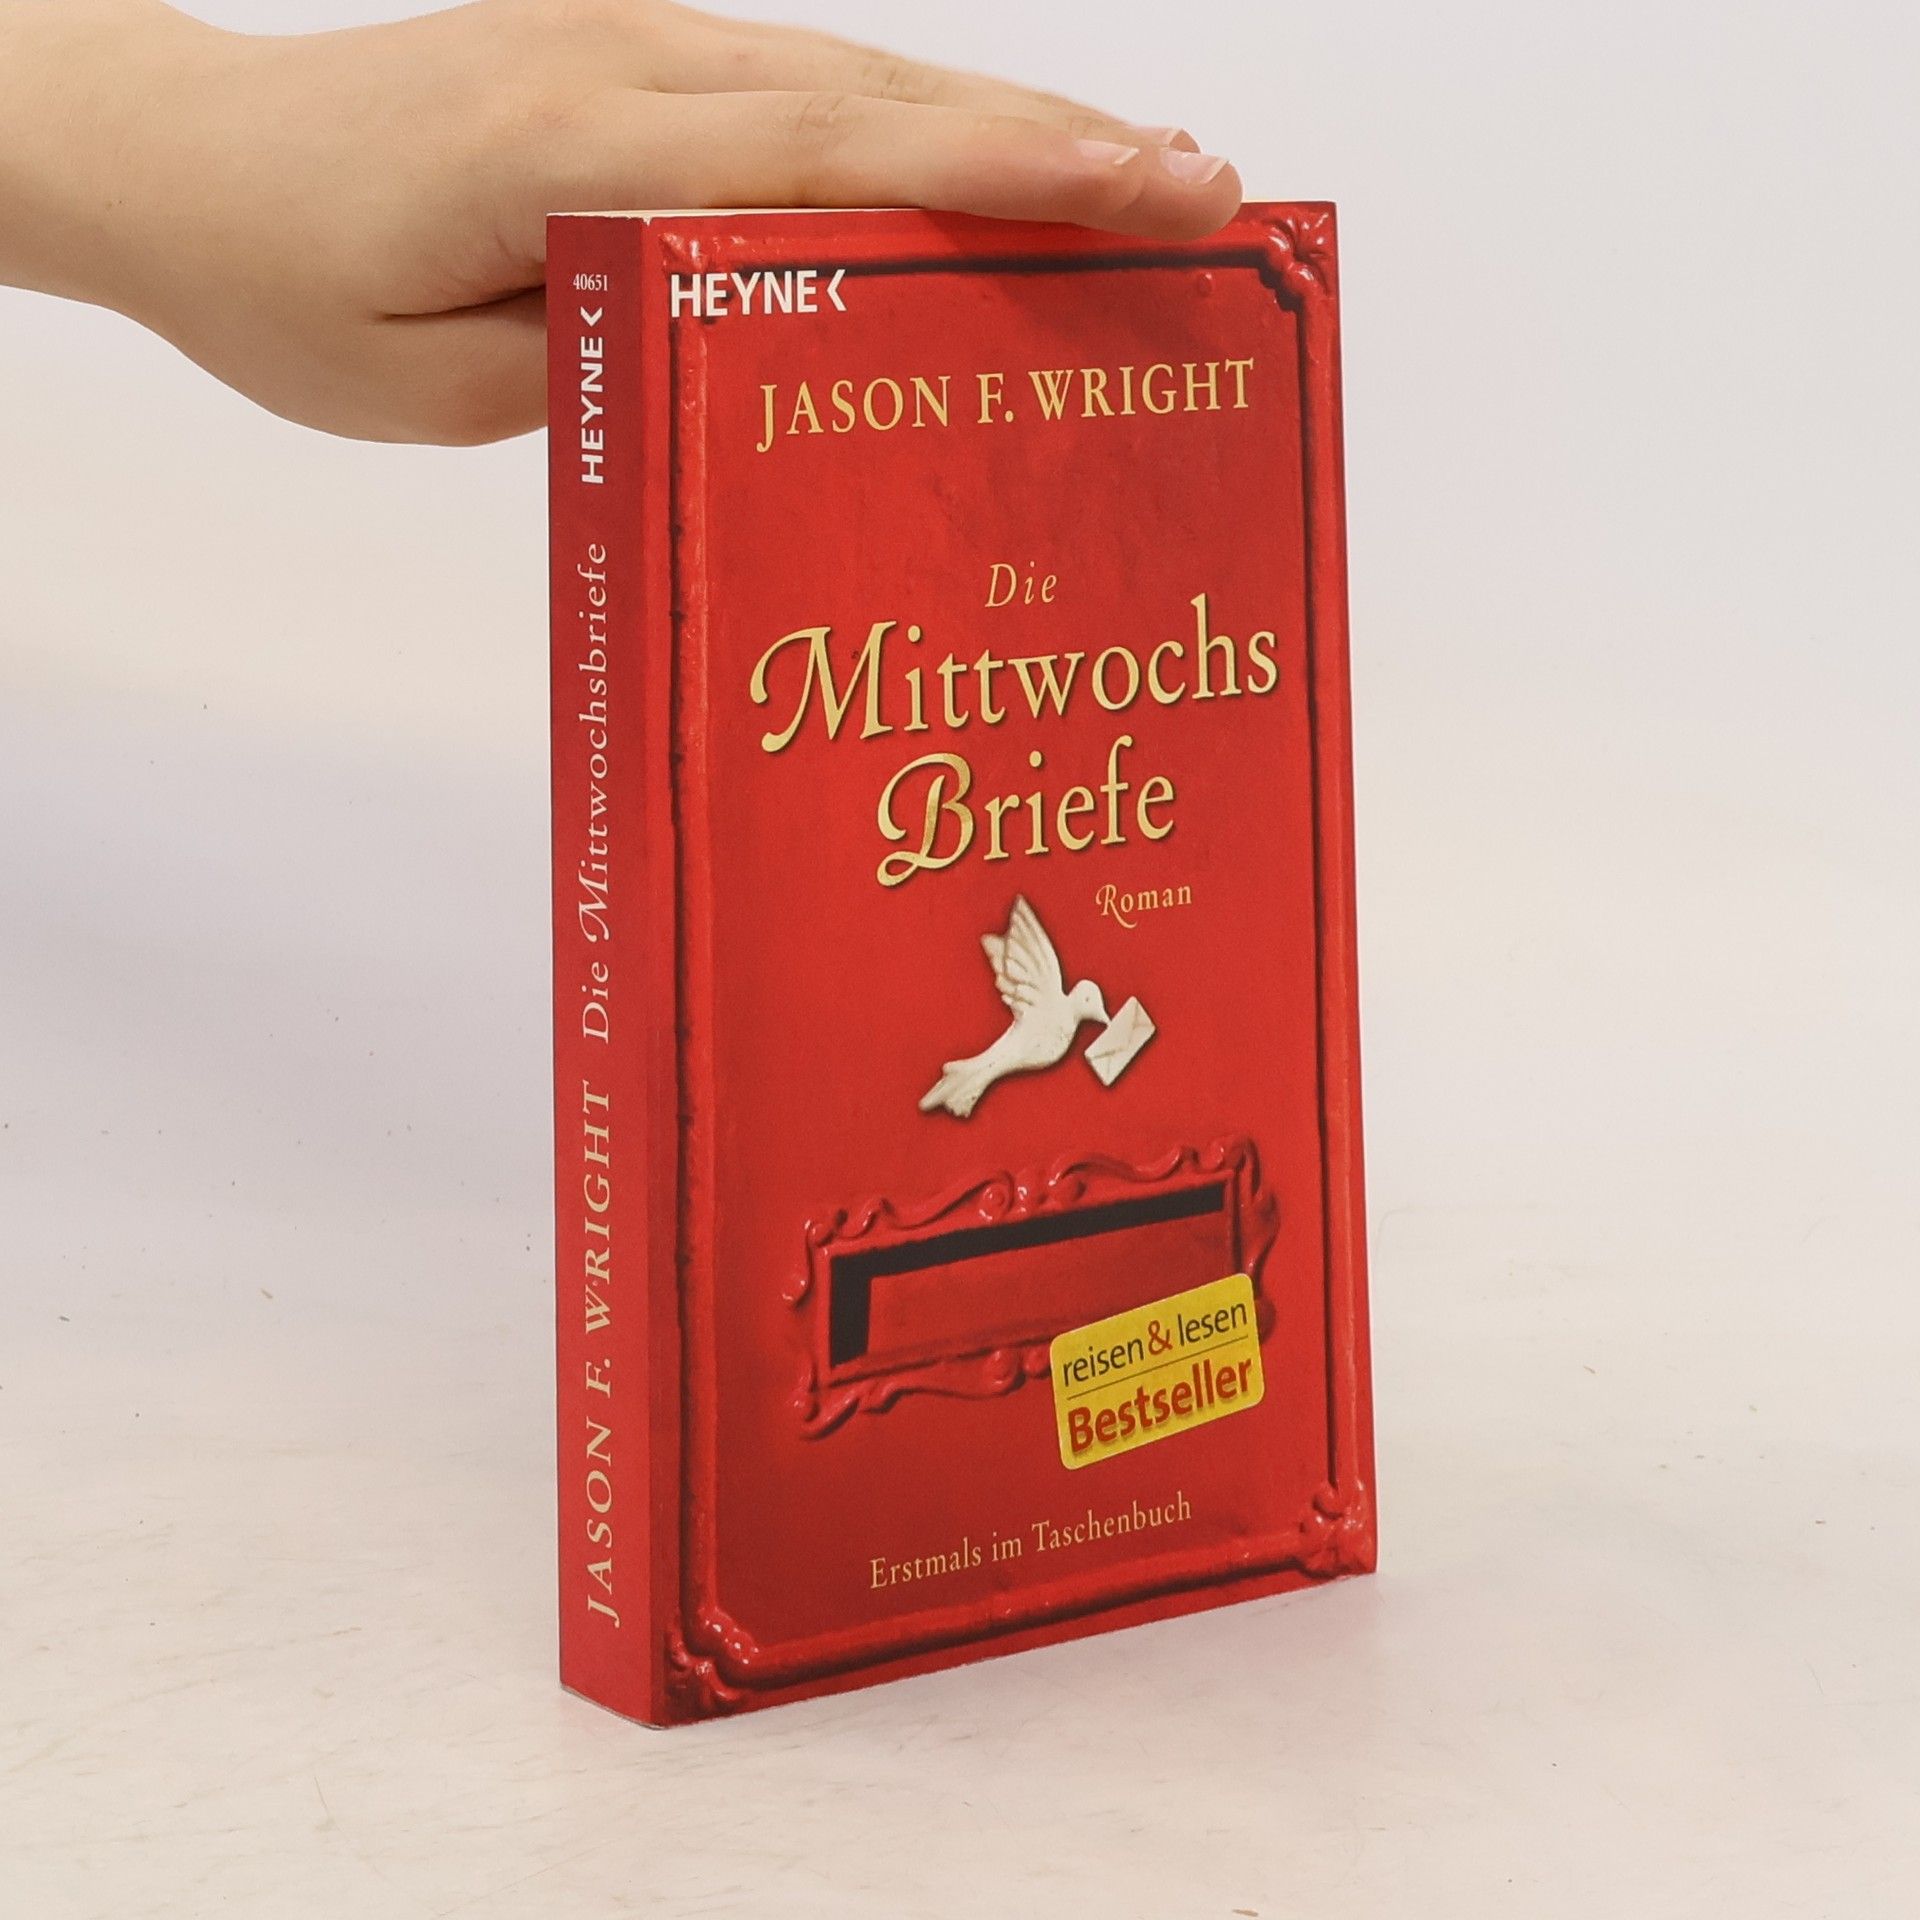 40651
HEYNE<
JASON F. WRIGHT Die Mittwochsbriefe
HEYNE<
JASON F. WRIGHT
Die
Mittwochs
Briefe
Roman
reisen & lesen
Bestseller
Erstmals im Taschenbuch